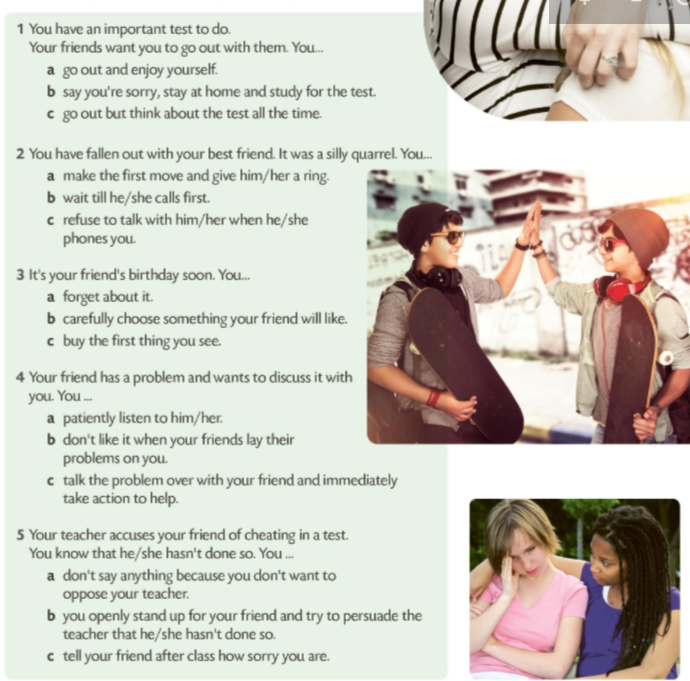 1 You have an important test to do.
Your friends want you to go out with them. You...
a go out and enjoy yourself.
b say you're sorry, stay at home and study for the test.
c go out but think about the test all the time.
2 You have fallen out with your best friend. It was a silly quarrel. You...
a make the first move and give him/her a ring.
b wait till he/she calls first.
c refuse to talk with him/her when he/she
phones you.
3 It's your friend's birthday soon. You...
a forget about it.
b carefully choose something your friend will like.
c buy the first thing you see.
4 Your friend has a problem and wants to discuss it with
you. You ...
a patiently listen to him/her.
b don't like it when your friends lay their
problems on you.
c talk the problem over with your friend and immediately
take action to help.
5 Your teacher accuses your friend of cheating in a test.
You know that he/she hasn't done so. You ...
a don't say anything because you don't want to
oppose your teacher.
b you openly stand up for your friend and try to persuade the
teacher that he/she hasn't done so.
c tell your friend after class how sorry you are.